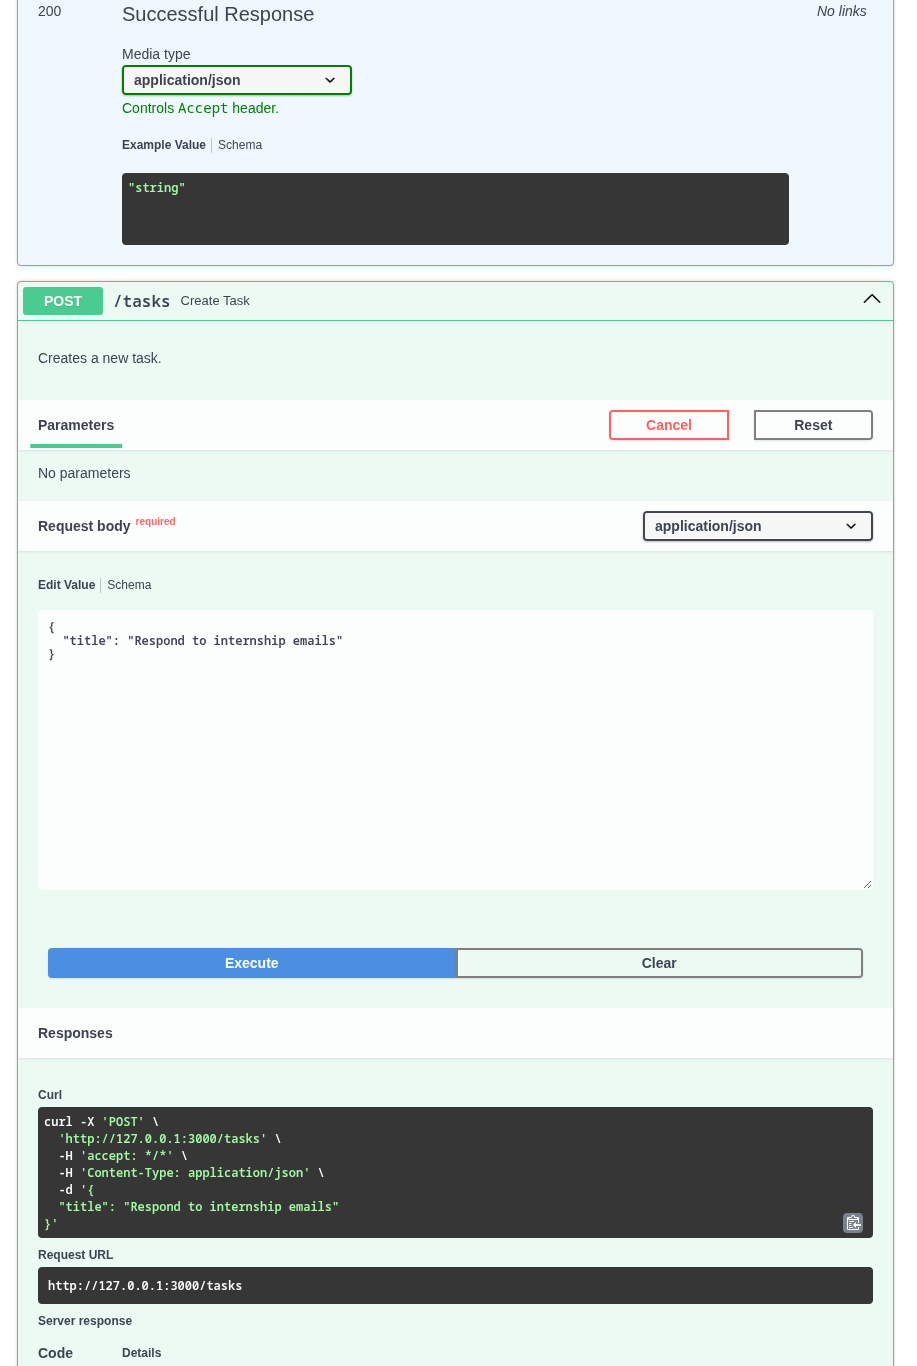 200 Successful Response No links
Media type
application/json
Controls Accept header.
Example Value Schema
"string"
POST /tasks Create Task
Creates a new task.
Parameters Cancel Reset
No parameters
Request body required application/json
Edit Value Schema
{
  "title": "Respond to internship emails"
}
Execute Clear
Responses
Curl
curl -X 'POST' \
  'http://127.0.0.1:3000/tasks' \
  -H 'accept: */*' \
  -H 'Content-Type: application/json' \
  -d '{
  "title": "Respond to internship emails"
}'
Request URL
http://127.0.0.1:3000/tasks
Server response
Code Details